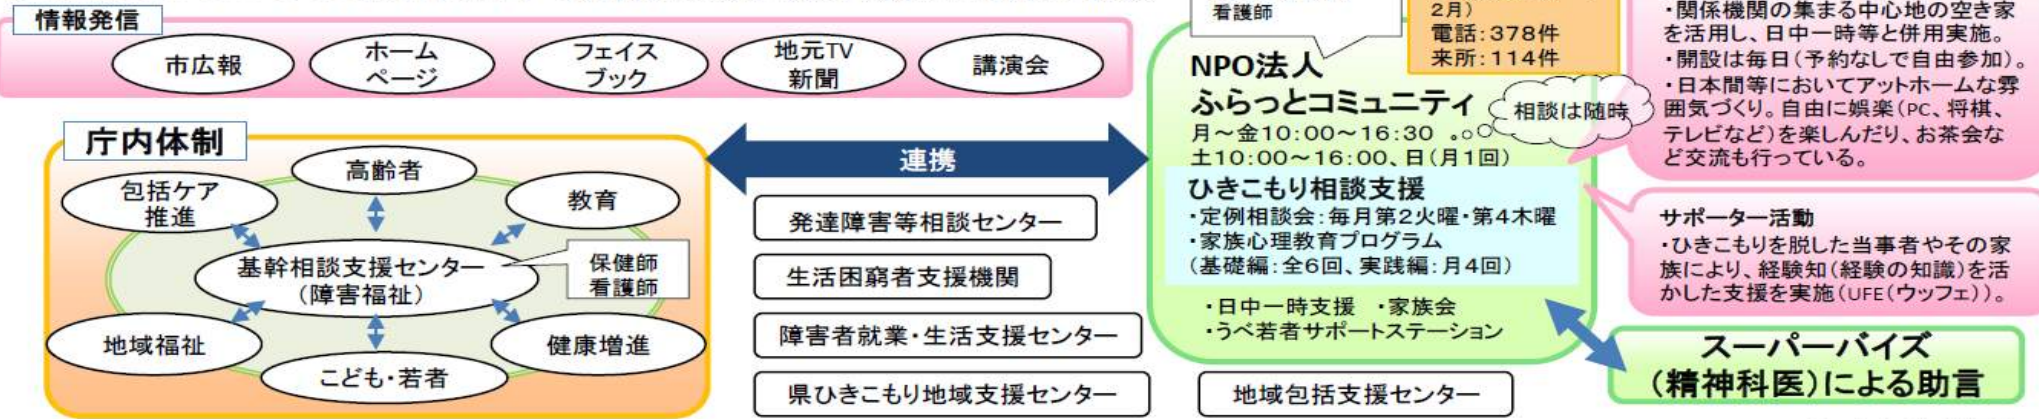 情報発信
市広報
ホーム
ページ
フェイス
ブック
地元TV
新聞
講演会
看護師
2月）
電話：378件
来所：114件
・関係機関の集まる中心地の空き家
を活用し、日中一時等と併用実施。
・開設は毎日（予約なしで自由参加）。
・日本間等においてアットホームな雰
囲気づくり。自由に娯楽（PC、将棋、
テレビなど）を楽しんだり、お茶会な
ど交流も行っている。
NPO法人
ふらっとコミュニティ
相談は随時
月～金10：00～16：30
土10：00～16：00、日（月1回）
ひきこもり相談支援
・定例相談会：毎月第2火曜・第4木曜
・家族心理教育プログラム
（基礎編：全6回、実践編：月4回）
・日中一時支援　・家族会
・うべ若者サポートステーション
サポーター活動
・ひきこもりを脱した当事者やその家
族により、経験知（経験の知識）を活
かした支援を実施（UFE（ウッフェ））。
スーパーバイズ
（精神科医）による助言
庁内体制
高齢者
包括ケア
推進
教育
基幹相談支援センター
（障害福祉）
保健師
看護師
地域福祉
健康増進
こども・若者
連携
発達障害等相談センター
生活困窮者支援機関
障害者就業・生活支援センター
県ひきこもり地域支援センター
地域包括支援センター